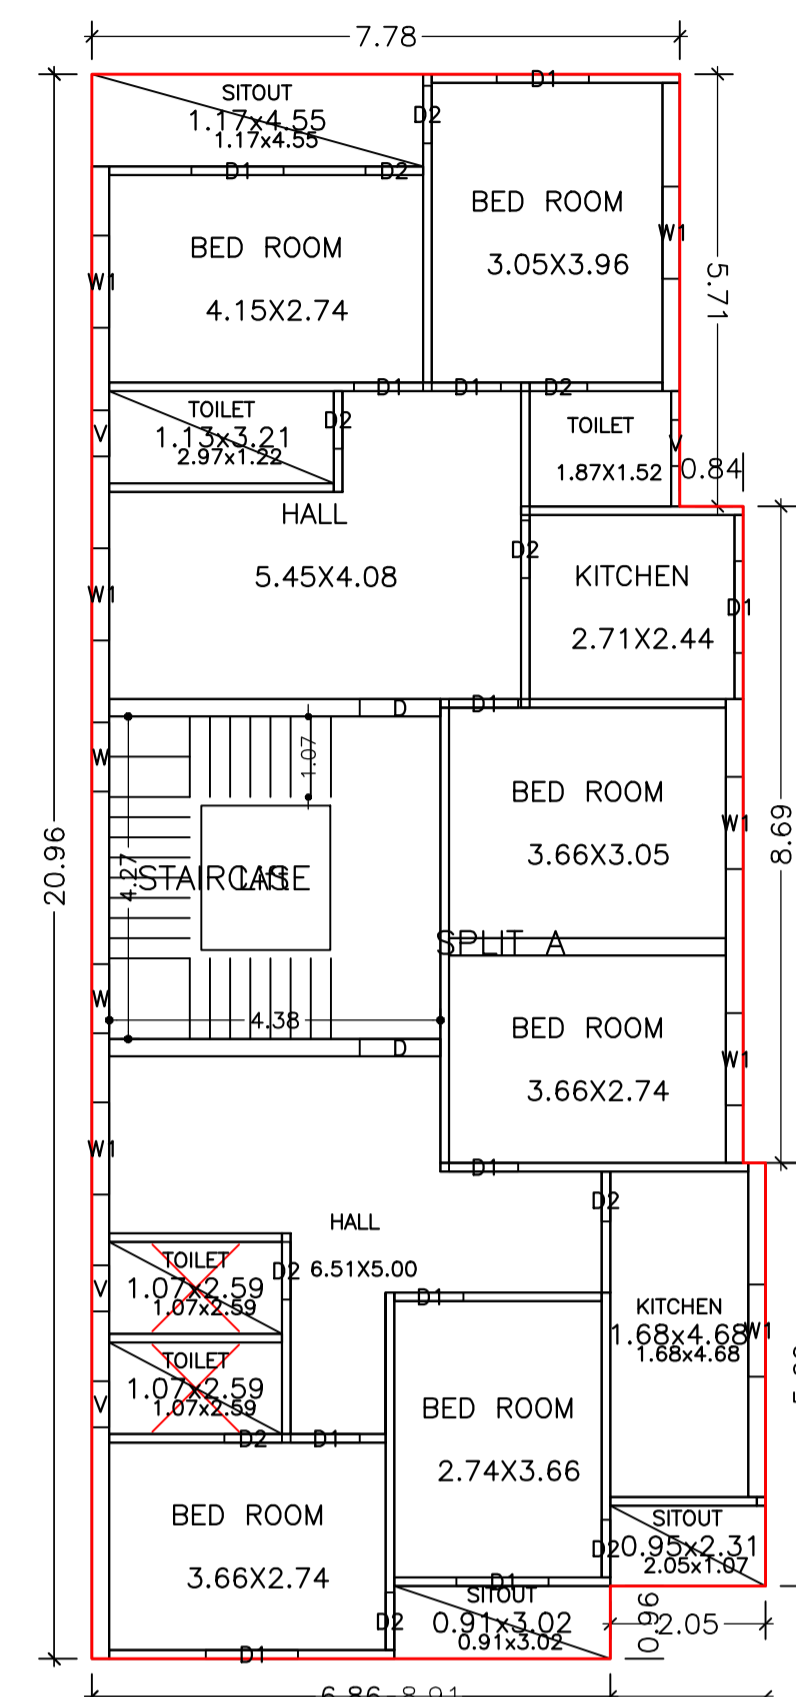 7.78
SITOUT
1.17x4.55
1.17x4.55
D1
D2
D1
D2
BED ROOM
3.05X3.96
W1
5.71
BED ROOM
4.15X2.74
W1
D1
D1
D2
TOILET
1.13x3.21
2.97x1.22
D2
V
TOILET
1.87X1.52
V
0.84
HALL
5.45X4.08
W1
D2
KITCHEN
2.71X2.44
D1
D
D1
W
1.07
BED ROOM
3.66X3.05
W1
8.69
20.96
4.27
STAIRCASE
SPLIT A
W
4.38
D
BED ROOM
3.66X2.74
W1
W1
D1
D2
HALL
6.51X5.00
TOILET
1.07x2.59
1.07x2.59
D2
V
D1
KITCHEN
1.68x4.68
1.68x4.68
W1
TOILET
1.07x2.59
1.07x2.59
V
D2
D1
BED ROOM
2.74X3.66
BED ROOM
3.66X2.74
SITOUT
0.95x2.31
2.05x1.07
D2
D1
SITOUT
0.91x3.02
0.91x3.02
D2
D1
0.96
2.05
6.86
8.91